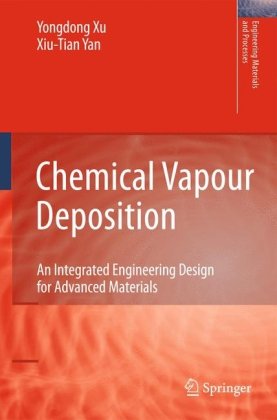 Yongdong Xu
Xiu-Tian Yan
Engineering Materials
and Processes
Chemical Vapour
Deposition
An Integrated Engineering Design
for Advanced Materials
Springer